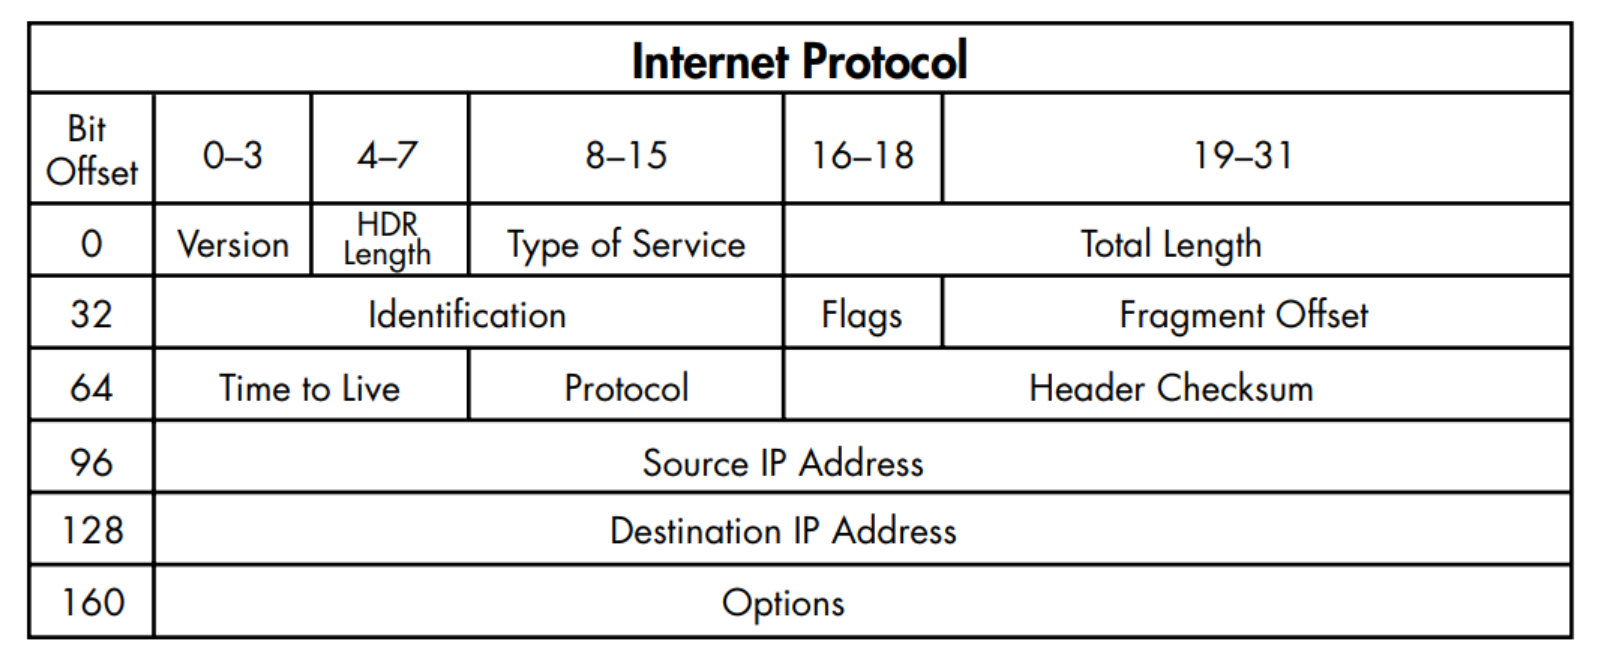 Internet Protocol
Bit
Offset
0–3
4–7
8–15
16–18
19–31
0
Version
HDR
Length
Type of Service
Total Length
32
Identification
Flags
Fragment Offset
64
Time to Live
Protocol
Header Checksum
96
Source IP Address
128
Destination IP Address
160
Options